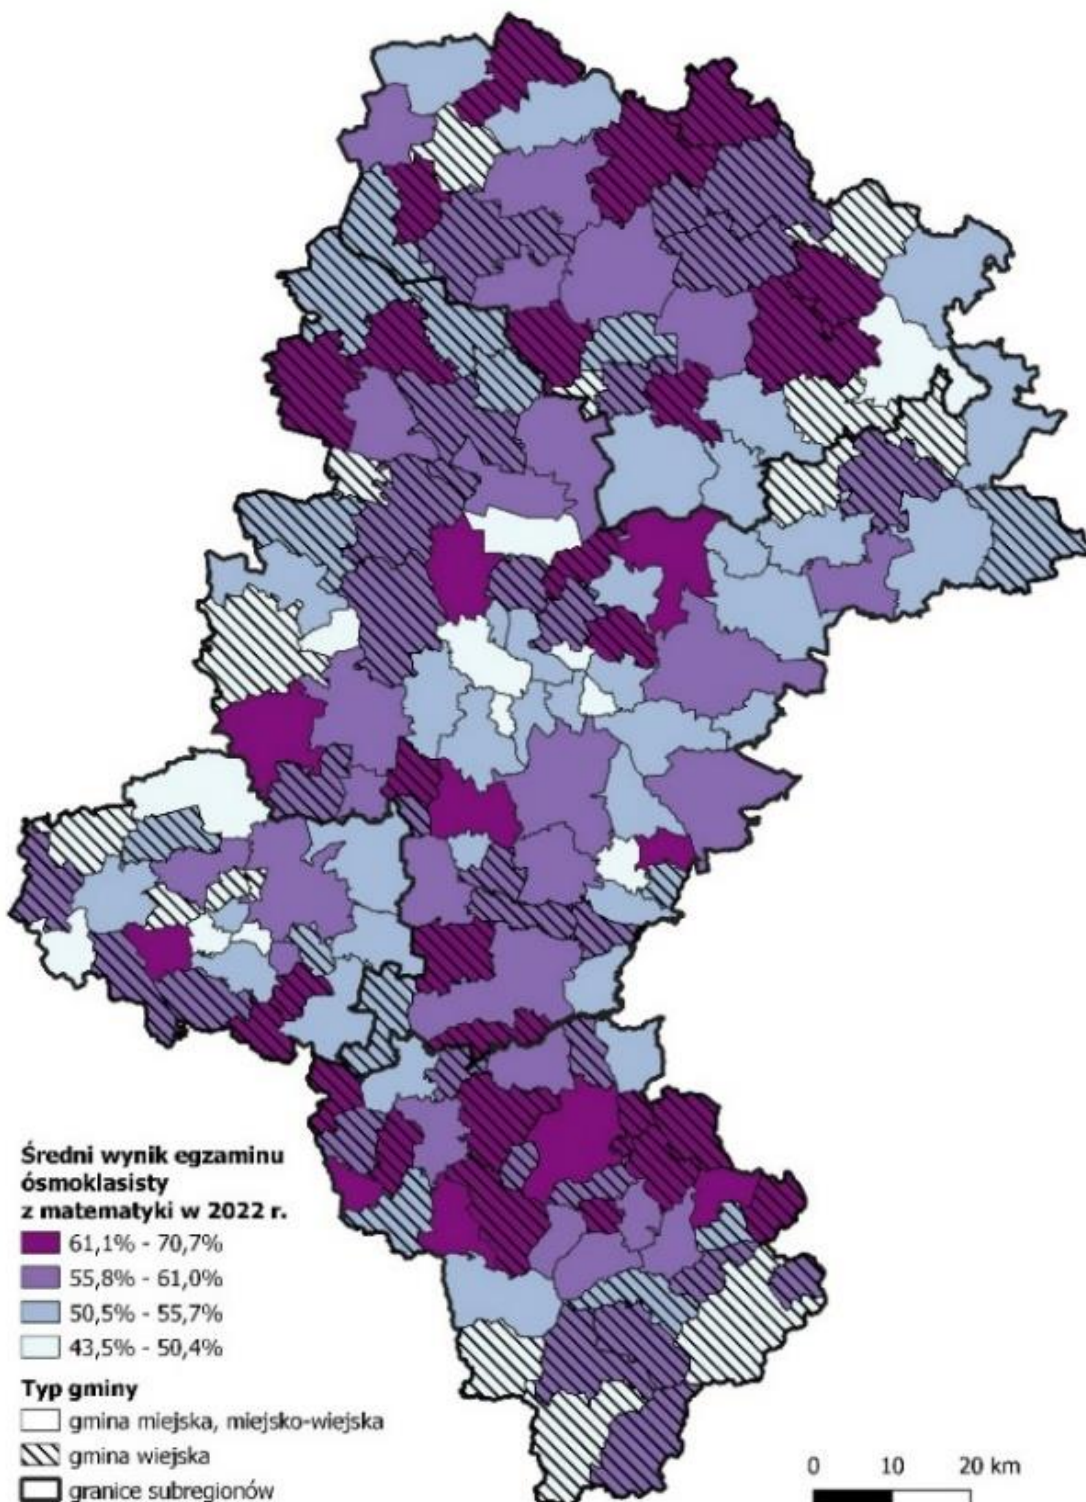 Średni wynik egzaminu
ósmoklasisty
z matematyki w 2022 r.
61,1% - 70,7%
55,8% - 61,0%
50,5% - 55,7%
43,5% - 50,4%
Typ gminy
gmina miejska, miejsko-wiejska
gmina wiejska
granice subregionów
0 10 20 km